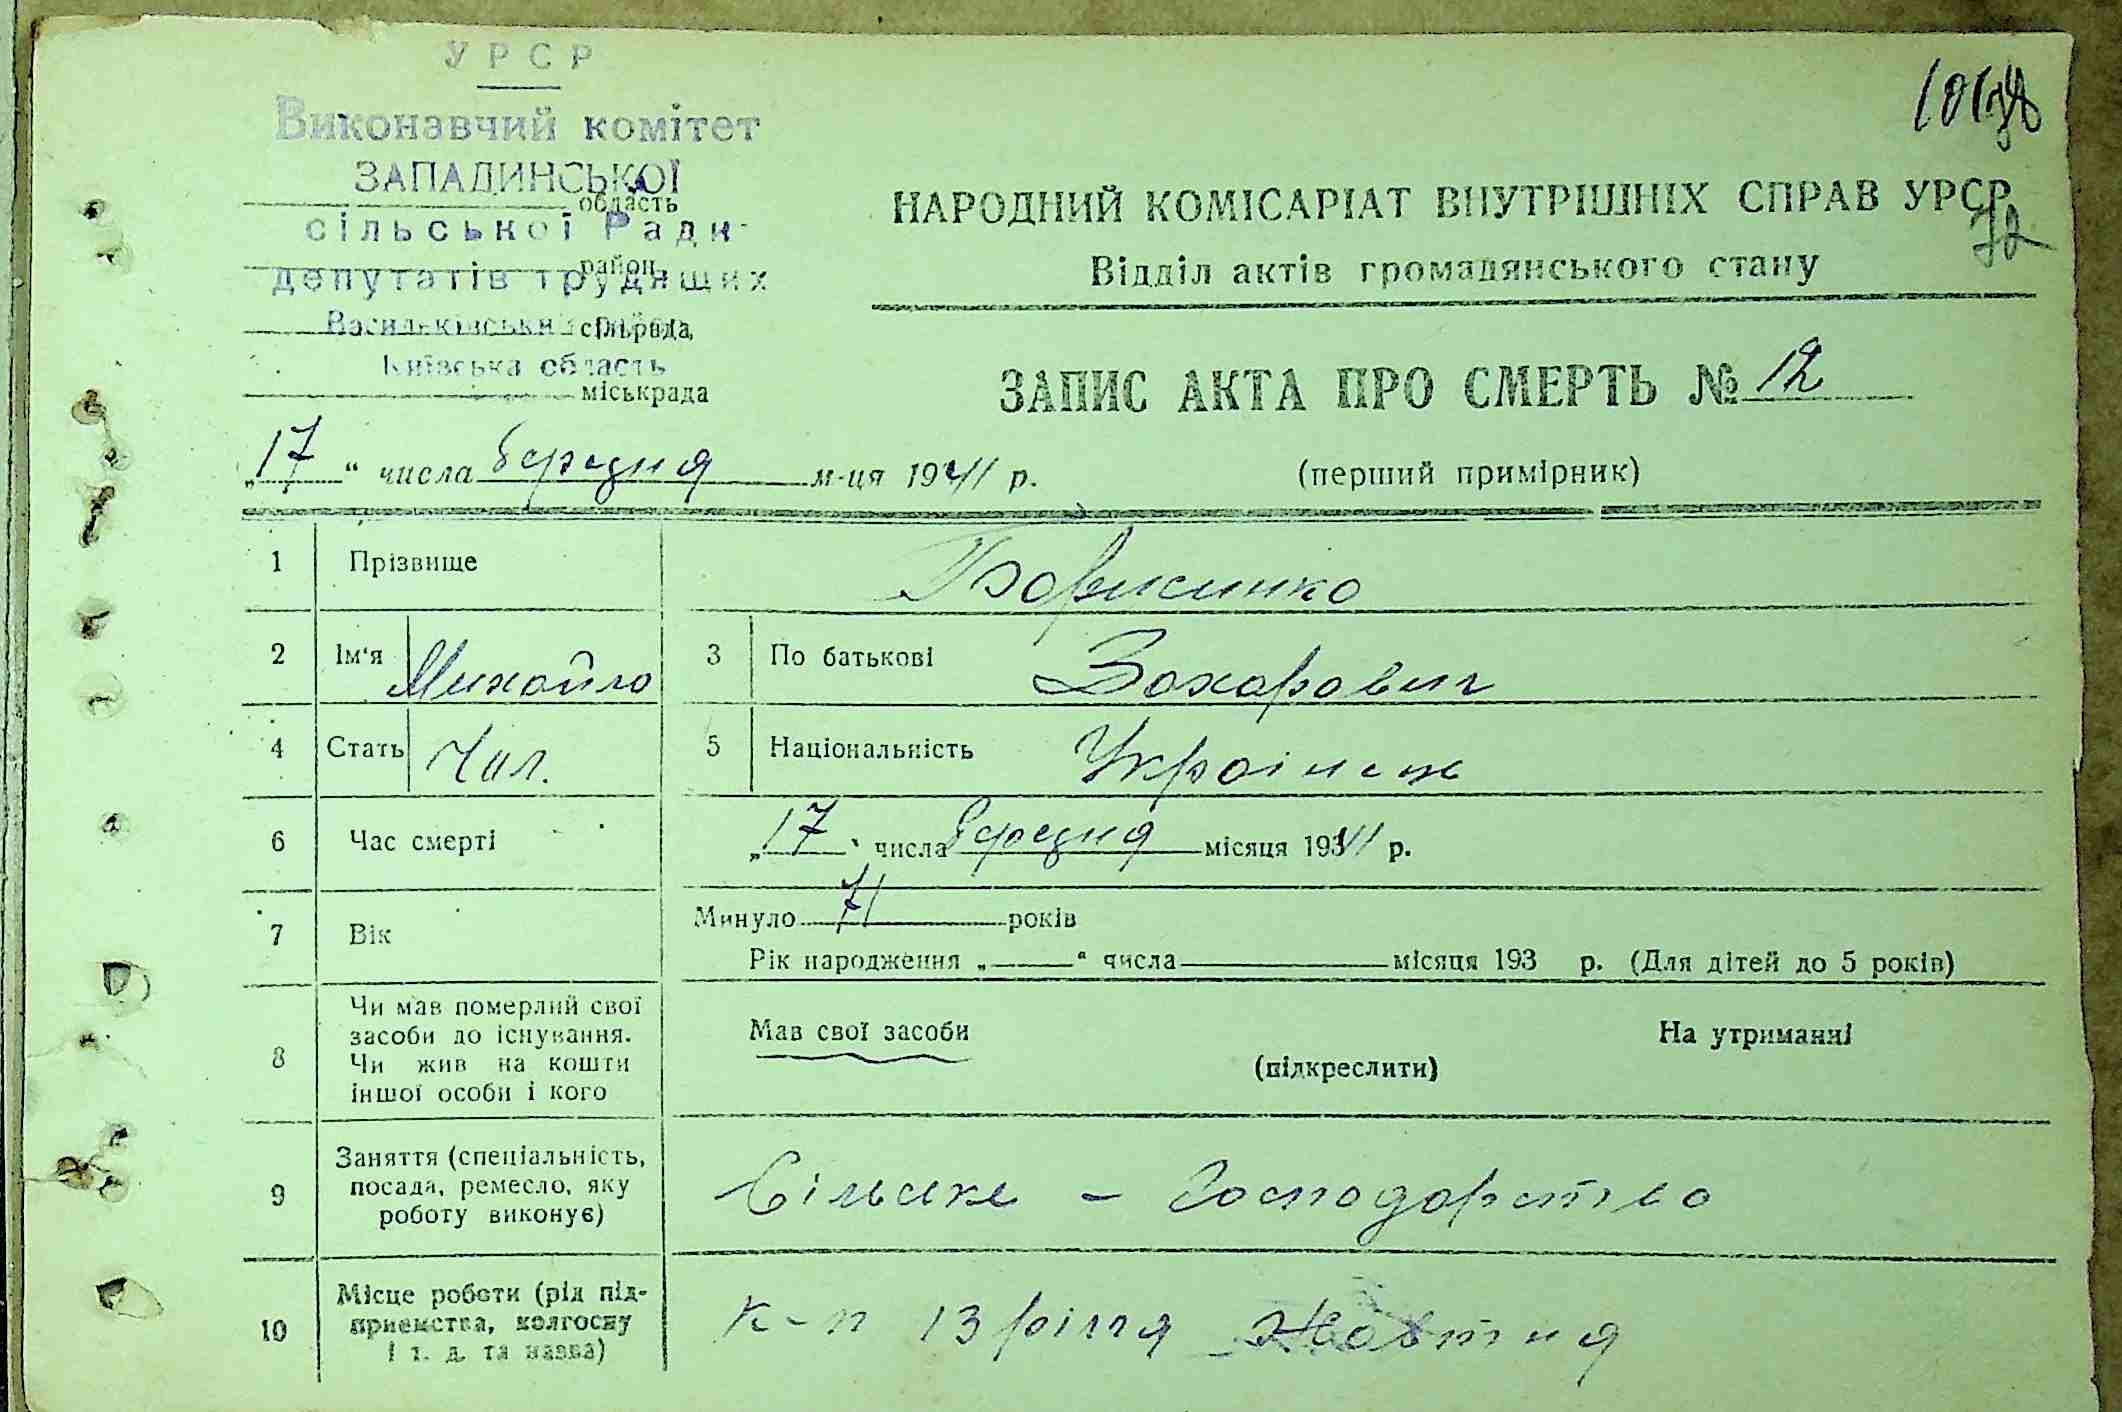 УРСР
Виконавчий комітет
ЗАПАДИНСЬКОЇ
область
сільської Ради
район
депутатів трудящих
Васильківський
сільрада,
Київська область
міськрада
НАРОДНИЙ КОМІСАРІАТ ВНУТРІШНІХ СПРАВ УРСР
72
Відділ актів громадянського стану
ЗАПИС АКТА ПРО СМЕРТЬ № 12
„17“ числа березня м-ця 1941 р.
(перший примірник)
1 Прізвище Борисинко
2 Ім'я Михайло 3 По батькові Захарович
4 Стать Чол. 5 Національність Українець
6 Час смерті „17“ числа березня місяця 1941 р.
7 Вік Минуло 71 років
Рік народження „ “ числа місяця 193 р. (Для дітей до 5 років)
8 Чи мав померлий свої
засоби до існування.
Чи жив на кошти
іншої особи і кого
Мав свої засоби
На утриманні
(підкреслити)
9 Заняття (спеціальність,
посада, ремесло, яку
роботу виконує)
Сільське - Господарство
10 Місце роботи (рід під-
приємства, колгоспу
і т. д. та назва)
К-п 13 річчя Жовтня